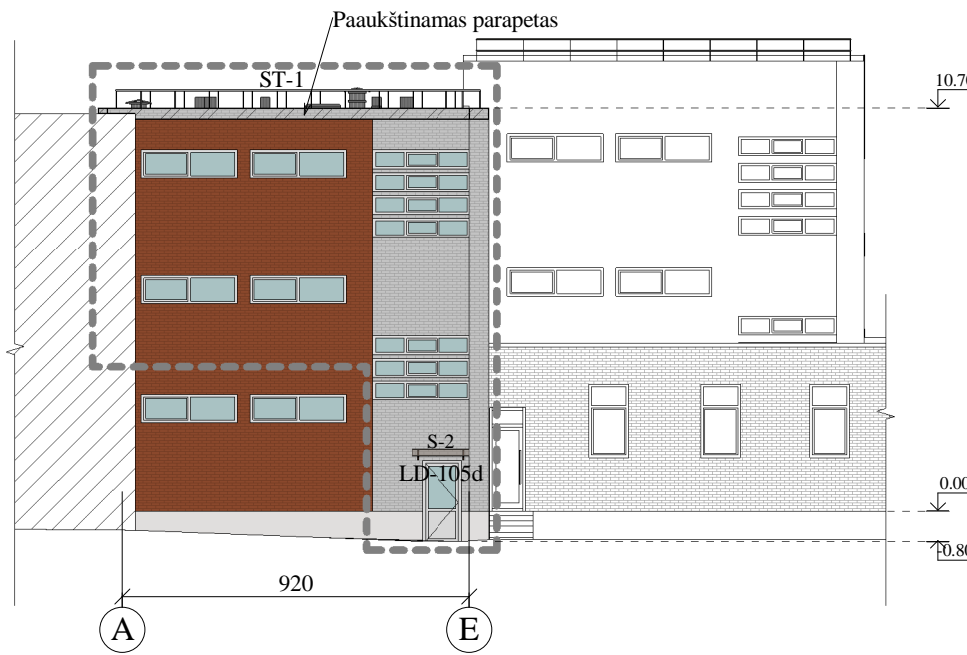 Paaukštinamas parapetas
ST-1
10.70
S-2
LD-105d
0.00
-0.80
920
A
E